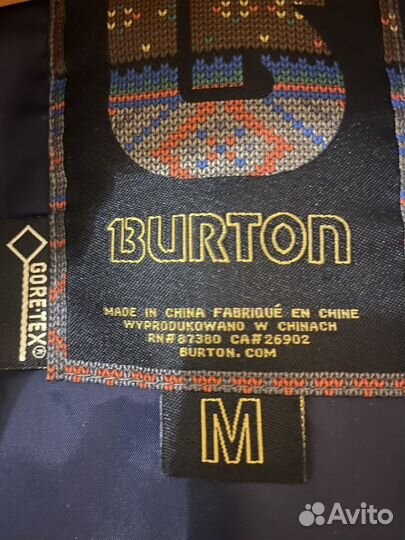 BURTON
GORE-TEX®
MADE IN CHINA FABRIQUÉ EN CHINE
WYPRODUKOWANO W CHINACH
RN#87380 CA#26902
BURTON.COM
M
Avito